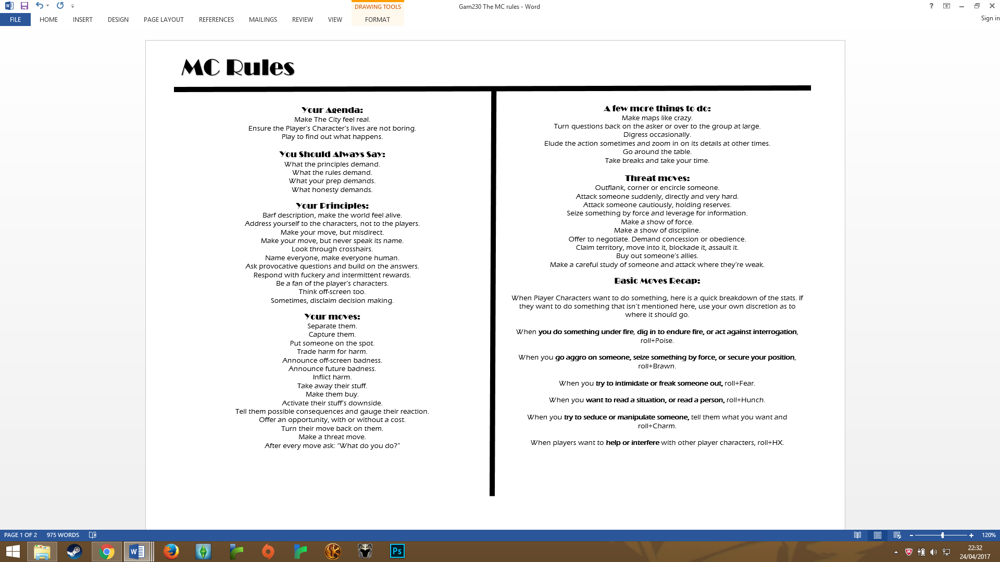 DRAWING TOOLS
Gam230 The MC rules - Word
?
FILE
HOME
INSERT
DESIGN
PAGE LAYOUT
REFERENCES
MAILINGS
REVIEW
VIEW
FORMAT
Sign in
MC Rules
Your Agenda:
Make The City feel real.
Ensure the Player's Character's lives are not boring.
Play to find out what happens.
You Should Always Say:
What the principles demand.
What the rules demand.
What your prep demands.
What honesty demands.
Your Principles:
Barf description, make the world feel alive.
Address yourself to the characters, not to the players.
Make your move, but misdirect.
Make your move, but never speak its name.
Look through crosshairs.
Name everyone, make everyone human.
Ask provocative questions and build on the answers.
Respond with fuckery and intermittent rewards.
Be a fan of the player's characters.
Think off-screen too.
Sometimes, disclaim decision making.
Your moves:
Separate them.
Capture them.
Put someone on the spot.
Trade harm for harm.
Announce off-screen badness.
Announce future badness.
Inflict harm.
Take away their stuff.
Make them buy.
Activate their stuff's downside.
Tell them possible consequences and gauge their reaction.
Offer an opportunity, with or without a cost.
Turn their move back on them.
Make a threat move.
After every move ask: “What do you do?”
A few more things to do:
Make maps like crazy.
Turn questions back on the asker or over to the group at large.
Digress occasionally.
Elude the action sometimes and zoom in on its details at other times.
Go around the table.
Take breaks and take your time.
Threat moves:
Outflank, corner or encircle someone.
Attack someone suddenly, directly and very hard.
Attack someone cautiously, holding reserves.
Seize something by force and leverage for information.
Make a show of force.
Make a show of discipline.
Offer to negotiate. Demand concession or obedience.
Claim territory, move into it, blockade it, assault it.
Buy out someone's allies.
Make a careful study of someone and attack where they're weak.
Basic Moves Recap:
When Player Characters want to do something, here is a quick breakdown of the stats. If
they want to do something that isn't mentioned here, use your own discretion as to
where it should go.
When you do something under fire, dig in to endure fire, or act against interrogation,
roll+Poise.
When you go aggro on someone, seize something by force, or secure your position,
roll+Brawn.
When you try to intimidate or freak someone out, roll+Fear.
When you want to read a situation, or read a person, roll+Hunch.
When you try to seduce or manipulate someone, tell them what you want and
roll+Charm.
When players want to help or interfere with other player characters, roll+HX.
PAGE 1 OF 2
975 WORDS
120%
Ps
22:32
24/04/2017